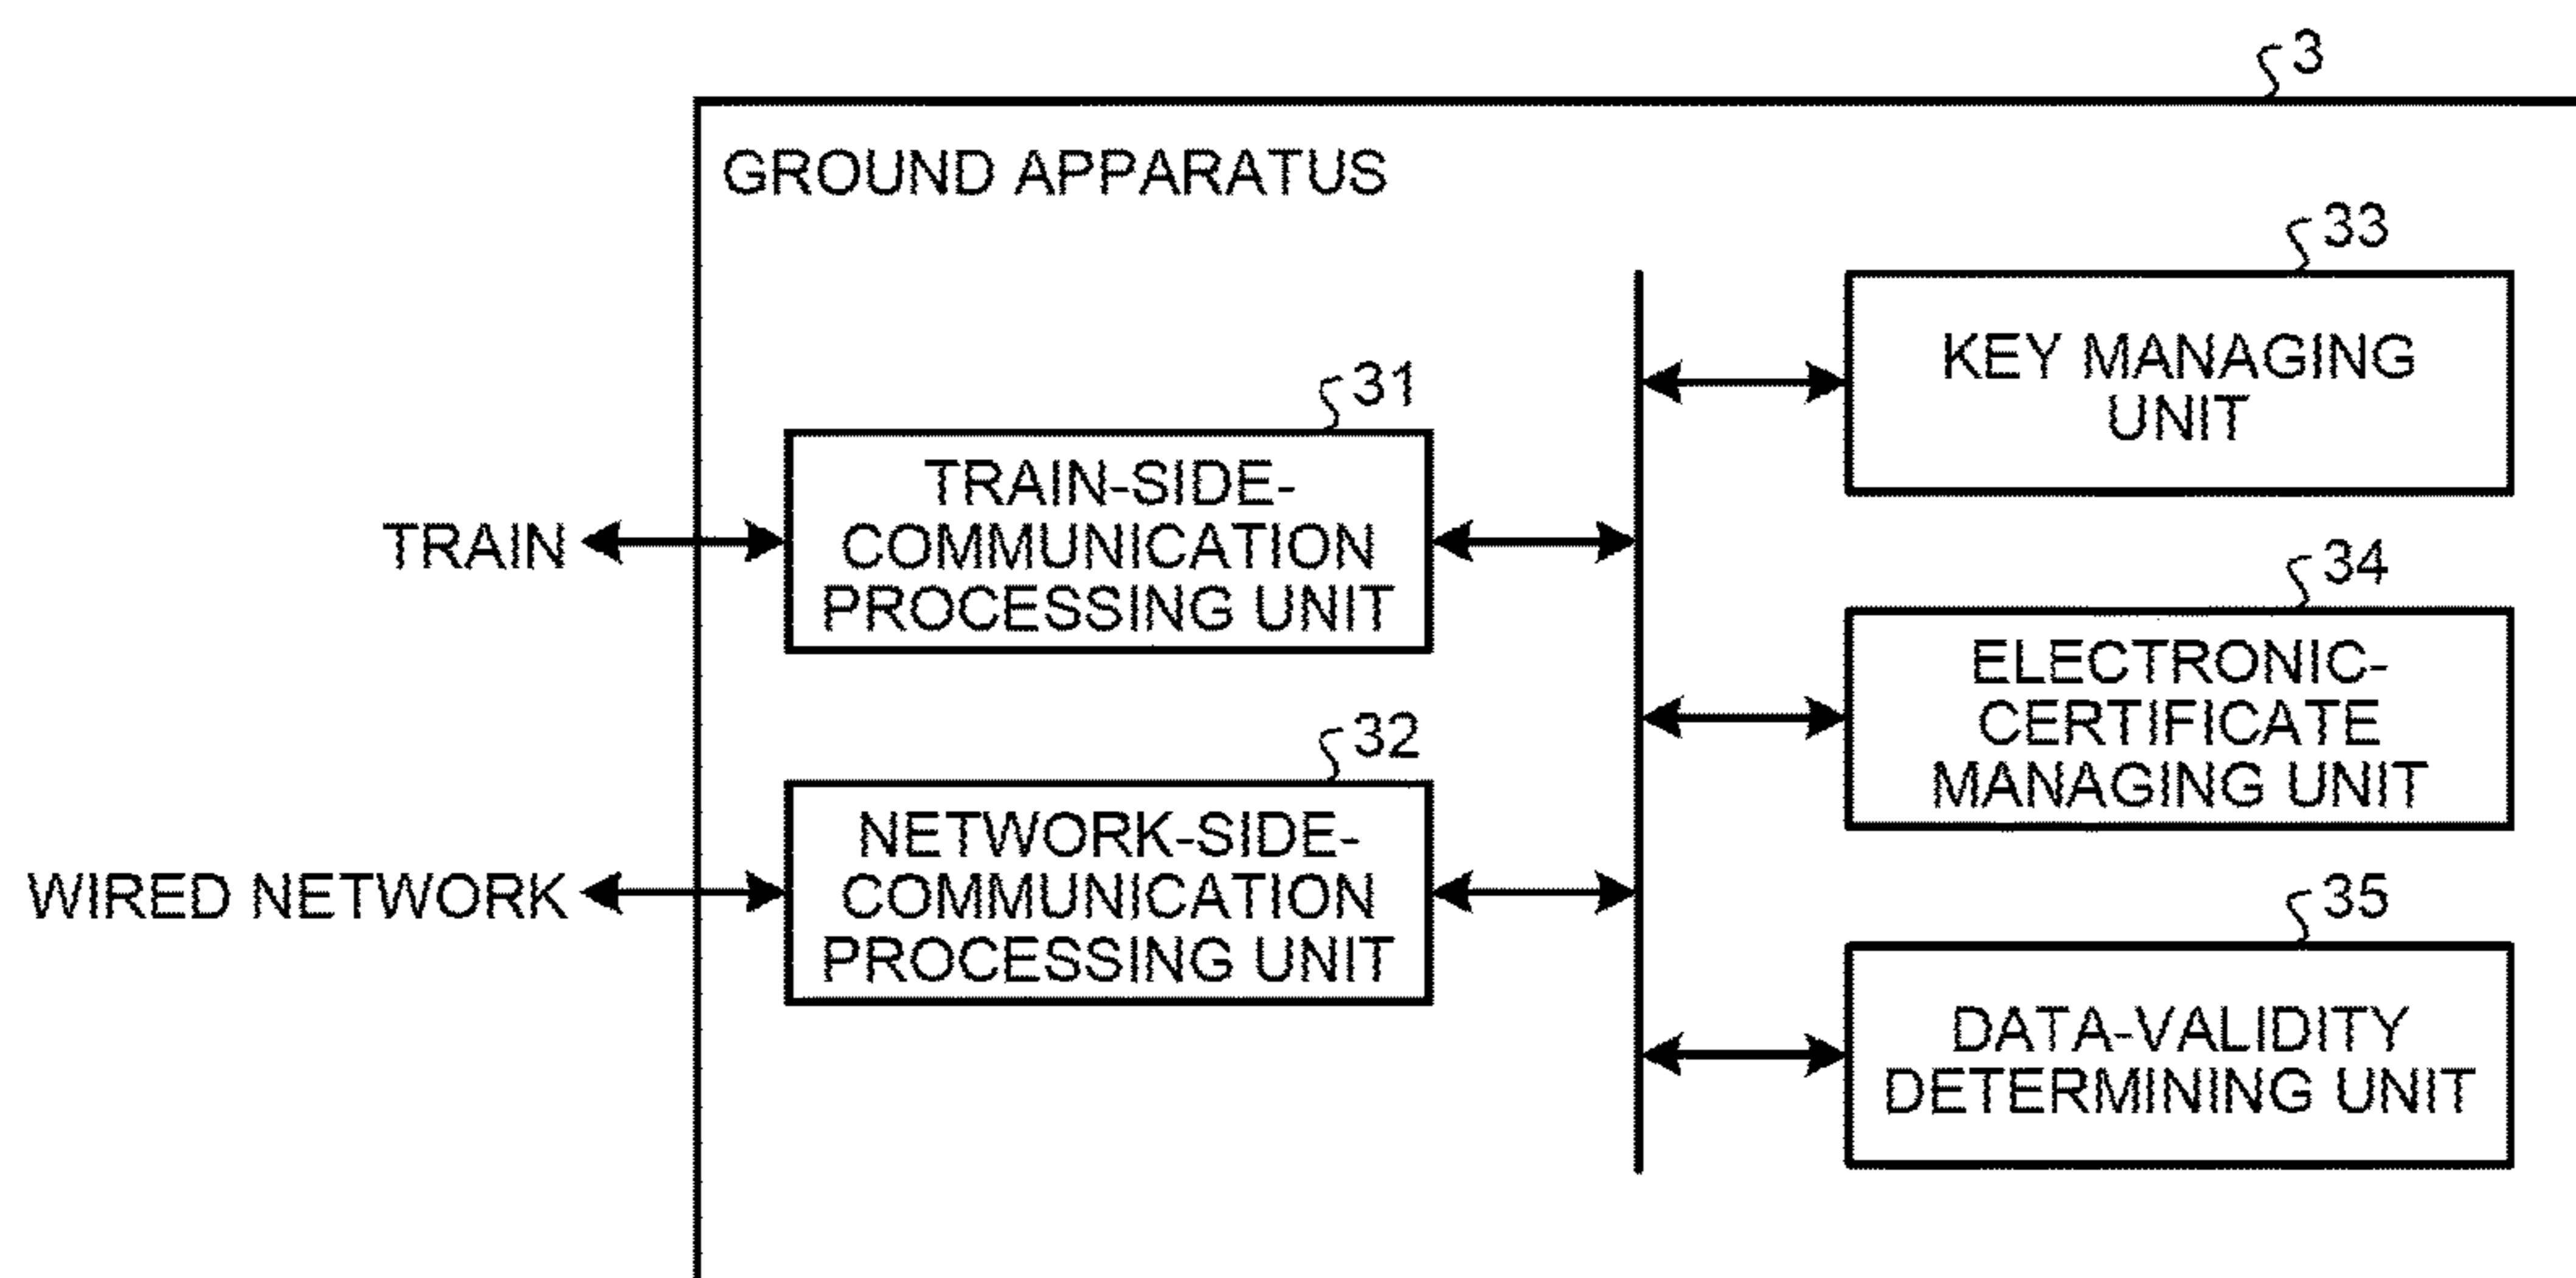 3
GROUND APPARATUS
33
KEY MANAGING
UNIT
31
TRAIN-SIDE-
COMMUNICATION
PROCESSING UNIT
TRAIN
34
ELECTRONIC-
CERTIFICATE
MANAGING UNIT
32
NETWORK-SIDE-
COMMUNICATION
PROCESSING UNIT
WIRED NETWORK
35
DATA-VALIDITY
DETERMINING UNIT